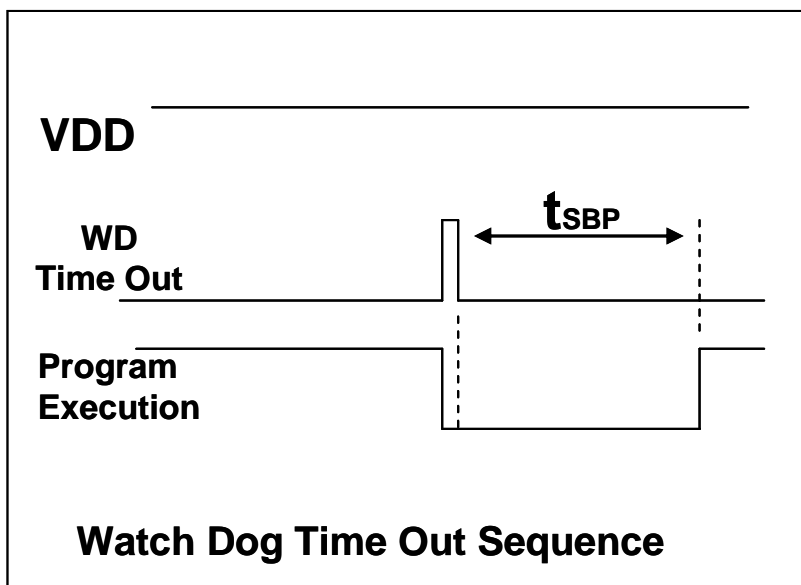 VDD
WD
Time Out
tSBP
Program
Execution
Watch Dog Time Out Sequence